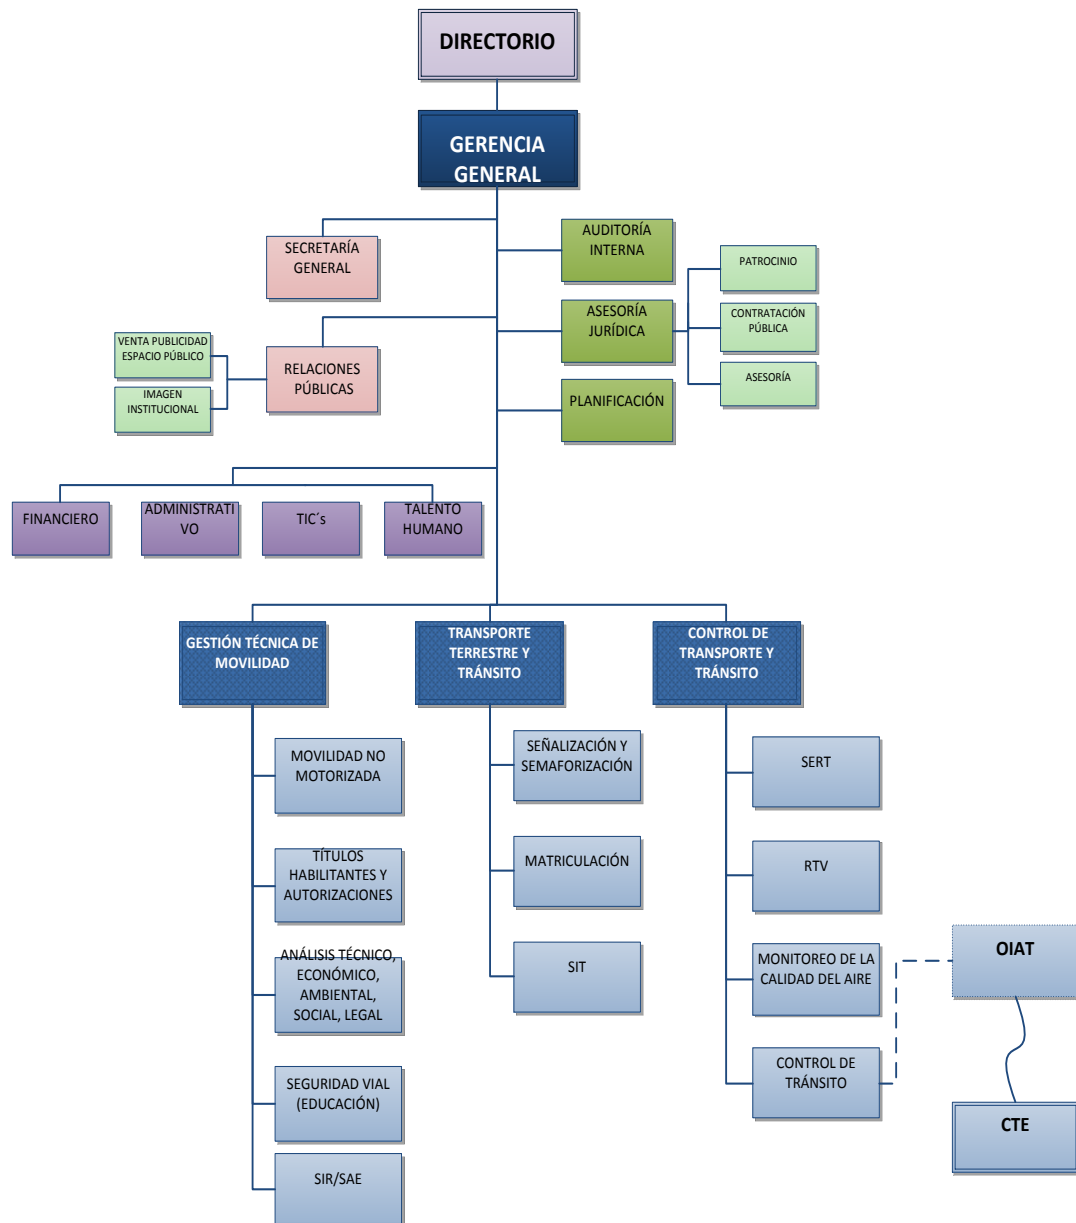 DIRECTORIO
GERENCIA
GENERAL
SECRETARÍA
GENERAL
AUDITORÍA
INTERNA
PATROCINIO
ASESORÍA
JURÍDICA
CONTRATACIÓN
PÚBLICA
VENTA PUBLICIDAD
ESPACIO PÚBLICO
RELACIONES
PÚBLICAS
ASESORÍA
IMAGEN
INSTITUCIONAL
PLANIFICACIÓN
FINANCIERO
ADMINISTRATI
VO
TIC´s
TALENTO
HUMANO
GESTIÓN TÉCNICA DE
MOVILIDAD
TRANSPORTE
TERRESTRE Y
TRÁNSITO
CONTROL DE
TRANSPORTE Y
TRÁNSITO
MOVILIDAD NO
MOTORIZADA
SEÑALIZACIÓN Y
SEMAFORIZACIÓN
SERT
TÍTULOS
HABILITANTES Y
AUTORIZACIONES
MATRICULACIÓN
RTV
ANÁLISIS TÉCNICO,
ECONÓMICO,
AMBIENTAL,
SOCIAL, LEGAL
SIT
MONITOREO DE LA
CALIDAD DEL AIRE
OIAT
SEGURIDAD VIAL
(EDUCACIÓN)
CONTROL DE
TRÁNSITO
CTE
SIR/SAE